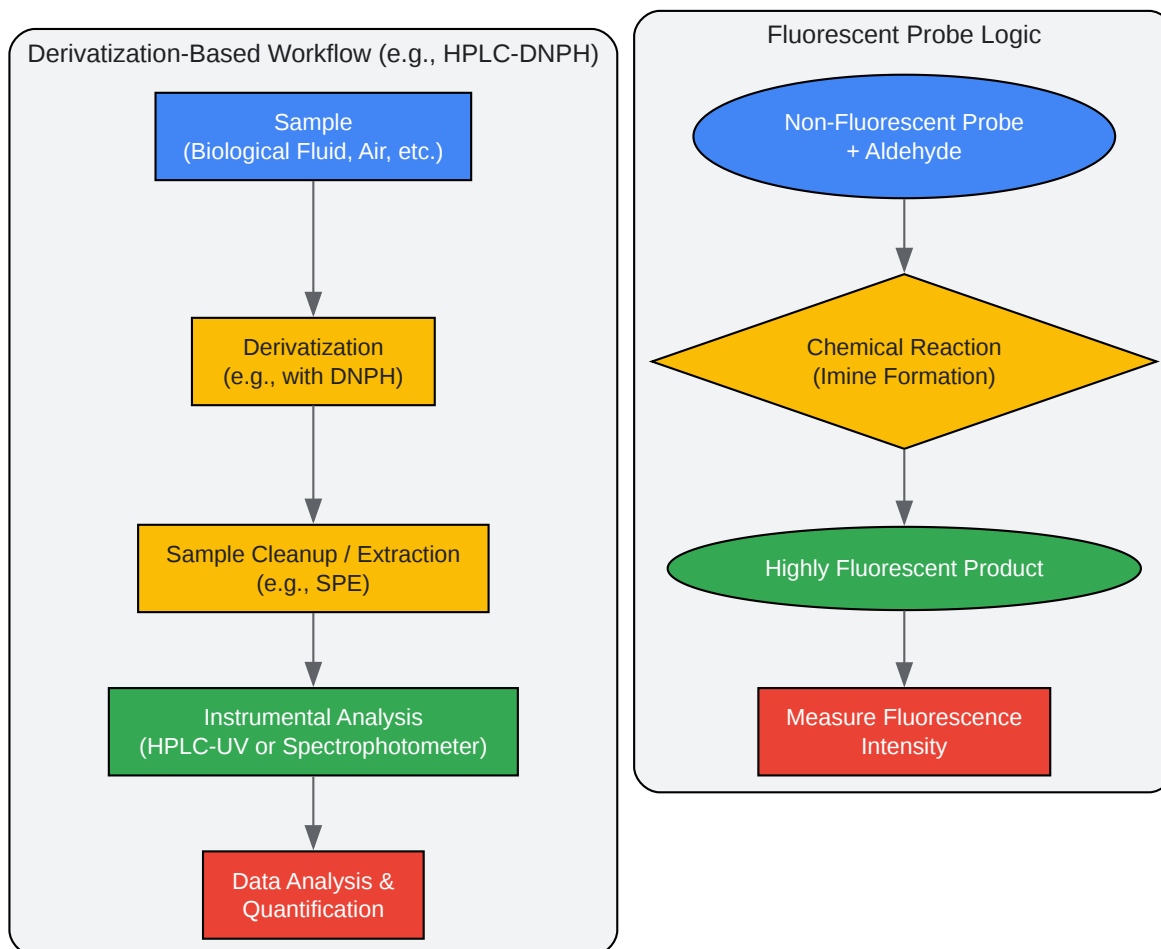 Derivatization-Based Workflow (e.g., HPLC-DNPH)
Sample
(Biological Fluid, Air, etc.)
Derivatization
(e.g., with DNPH)
Sample Cleanup / Extraction
(e.g., SPE)
Instrumental Analysis
(HPLC-UV or Spectrophotometer)
Data Analysis &
Quantification
Fluorescent Probe Logic
Non-Fluorescent Probe
+ Aldehyde
Chemical Reaction
(Imine Formation)
Highly Fluorescent Product
Measure Fluorescence
Intensity